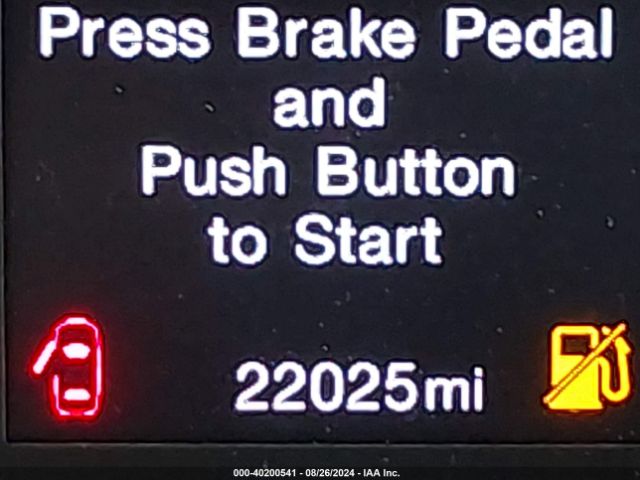 Press Brake Pedal
and
Push Button
to Start
22025mi
000-40200541 - 08/26/2024 - IAA Inc.